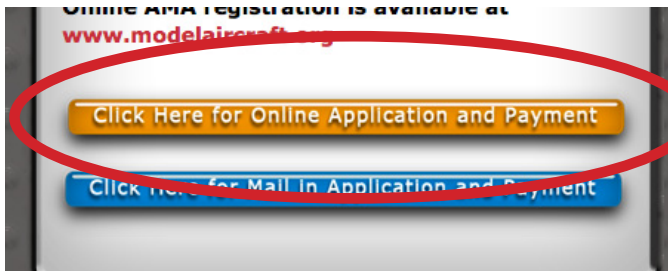 Online AMA registration is available at
www.modelaircraft.org
Click Here for Online Application and Payment
Click Here for Mail in Application and Payment